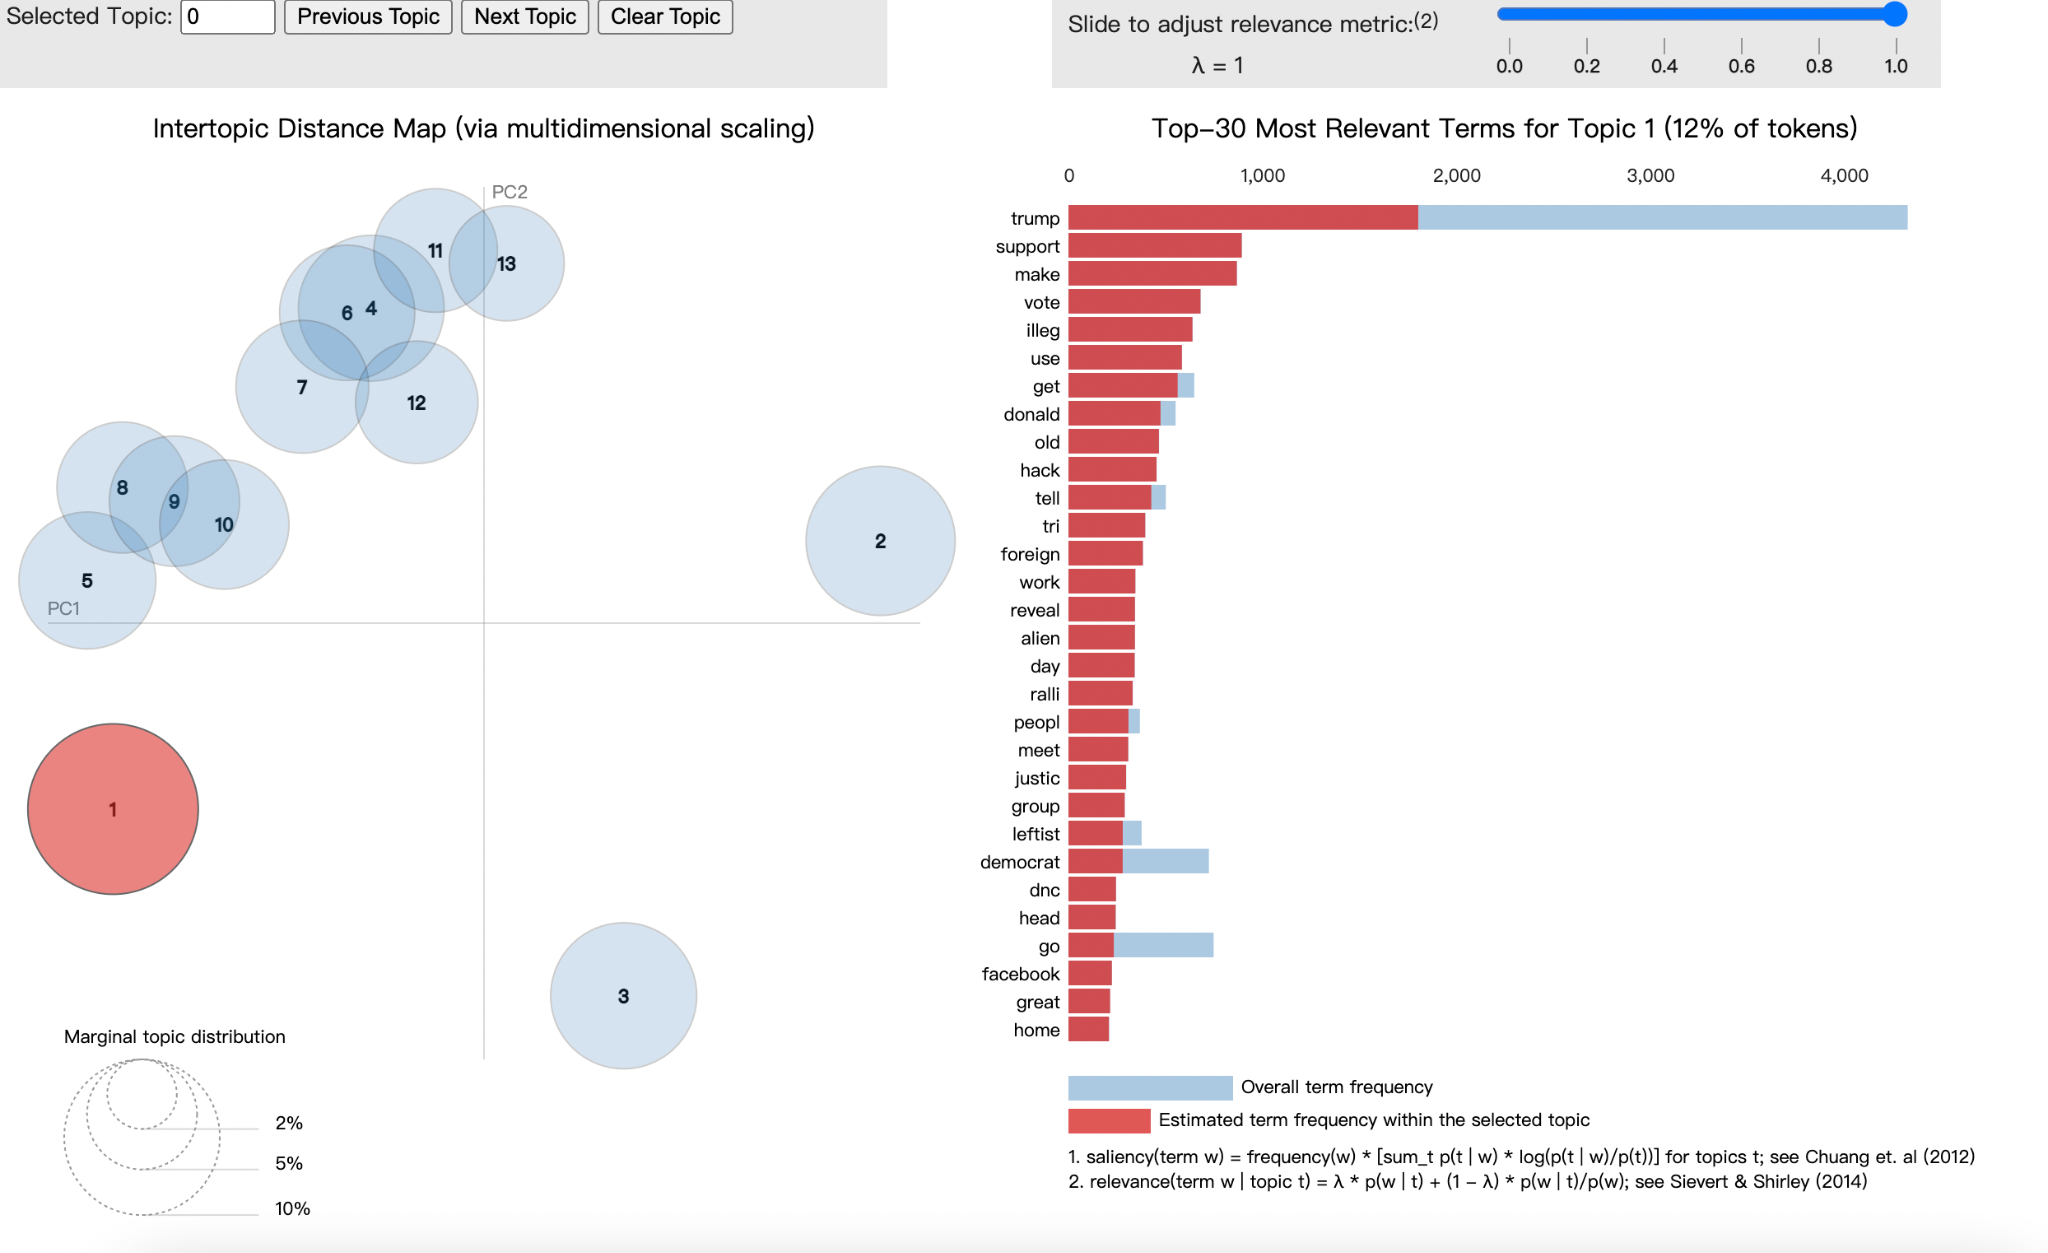 Selected Topic: 0 Previous Topic Next Topic Clear Topic
Slide to adjust relevance metric:(2)
λ = 1
0.0 0.2 0.4 0.6 0.8 1.0
Intertopic Distance Map (via multidimensional scaling)
PC2
11
13
6 4
7
12
8
9
10
2
5
PC1
1
3
Marginal topic distribution
2%
5%
10%
Top-30 Most Relevant Terms for Topic 1 (12% of tokens)
0 1,000 2,000 3,000 4,000
trump
support
make
vote
illeg
use
get
donald
old
hack
tell
tri
foreign
work
reveal
alien
day
ralli
peopl
meet
justic
group
leftist
democrat
dnc
head
go
facebook
great
home
Overall term frequency
Estimated term frequency within the selected topic
1. saliency(term w) = frequency(w) * [sum_t p(t | w) * log(p(t | w)/p(t))] for topics t; see Chuang et. al (2012)
2. relevance(term w | topic t) = λ * p(w | t) + (1 - λ) * p(w | t)/p(w); see Sievert & Shirley (2014)